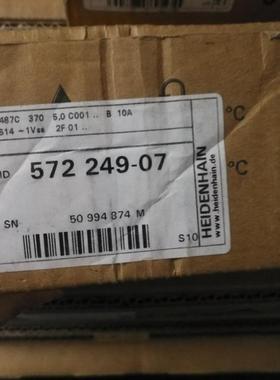 487C 370 5,0 C001 .. B 10A
S14 ~1Vss 2F 01 ..
ID 572 249-07
SN 50 994 874 M
S10
HEIDENHAIN
www.heidenhain.de
°C
°C